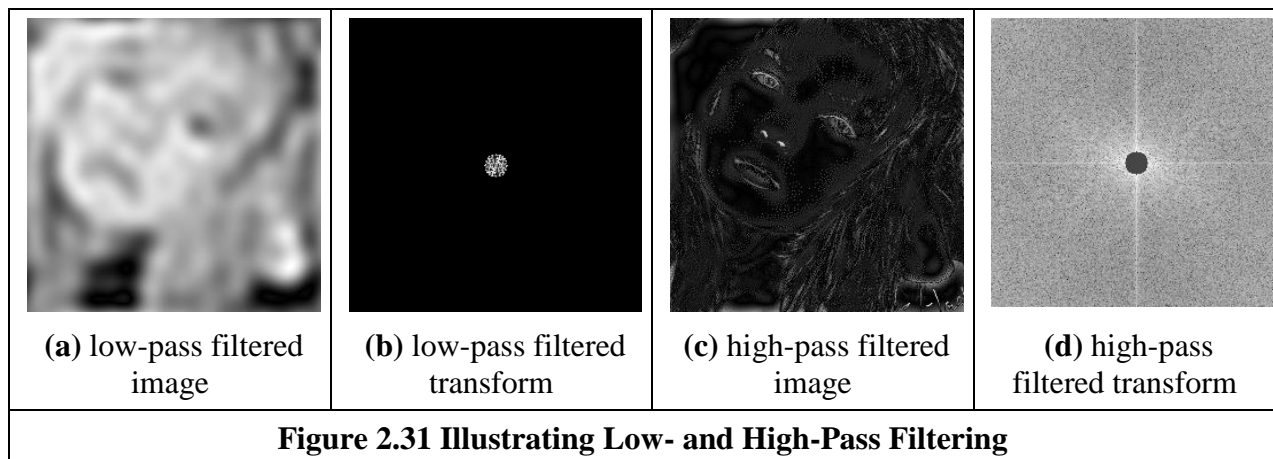 (a) low-pass filtered
image
(b) low-pass filtered
transform
(c) high-pass filtered
image
(d) high-pass
filtered transform
Figure 2.31 Illustrating Low- and High-Pass Filtering